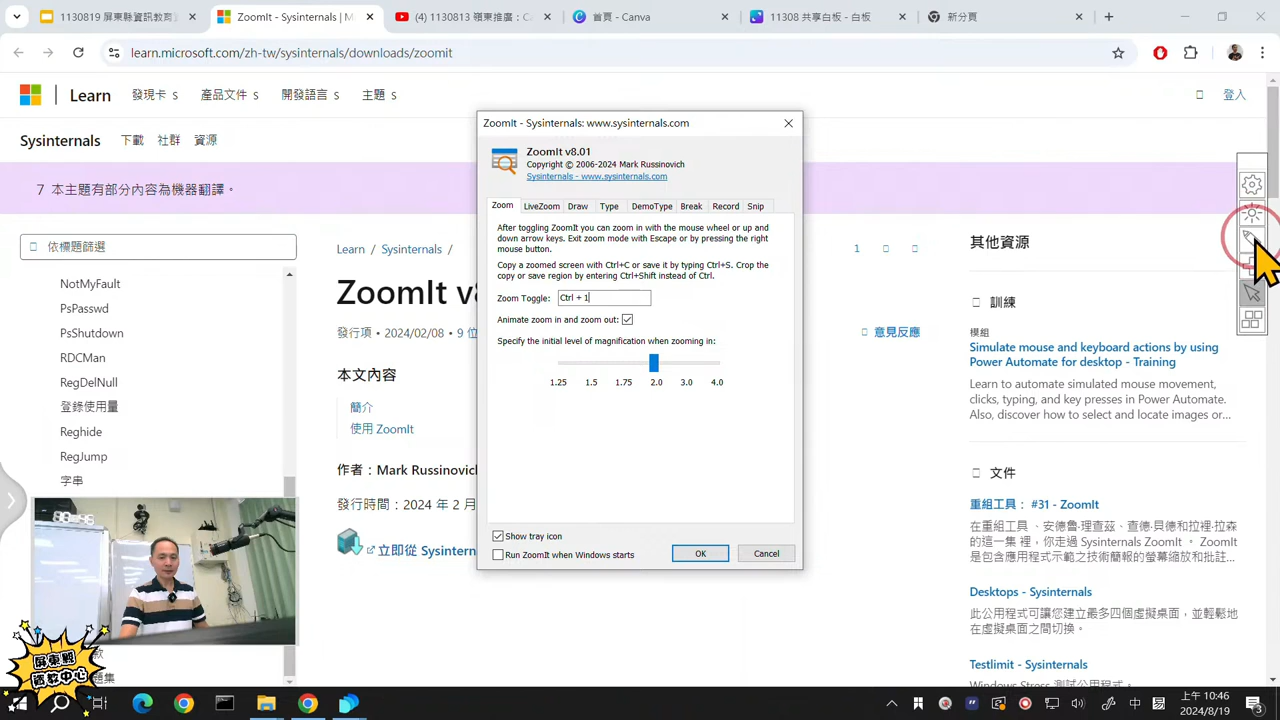 1130819 屏東縣資訊教育
ZoomIt - Sysinternals | M
(4) 1130813 嶺東推廣：C
首頁 - Canva
11308 共享白板 - 白板
新分頁
learn.microsoft.com/zh-tw/sysinternals/downloads/zoomit
Learn
發現卡 s
產品文件 s
開發語言 s
主題 s
登入
Sysinternals
下載
社群
資源
7 本主題有部分內容為機器翻譯。
依標題篩選
NotMyFault
PsPasswd
PsShutdown
RDCMan
RegDelNull
登錄使用量
Reghide
RegJump
字串
Learn / Sysinternals /
ZoomIt v8
發行項 • 2024/02/08 • 9 位
本文內容
簡介
使用 ZoomIt
作者：Mark Russinovich
發行時間：2024 年 2 月
立即從 Sysintern
1
意見反應
ZoomIt - Sysinternals: www.sysinternals.com
ZoomIt v8.01
Copyright © 2006-2024 Mark Russinovich
Sysinternals - www.sysinternals.com
Zoom LiveZoom Draw Type DemoType Break Record Snip
After toggling ZoomIt you can zoom in with the mouse wheel or up and
down arrow keys. Exit zoom mode with Escape or by pressing the right
mouse button.
Copy a zoomed screen with Ctrl+C or save it by typing Ctrl+S. Crop the
copy or save region by entering Ctrl+Shift instead of Ctrl.
Zoom Toggle: Ctrl + 1
Animate zoom in and zoom out:
Specify the initial level of magnification when zooming in:
1.25 1.5 1.75 2.0 3.0 4.0
Show tray icon
Run ZoomIt when Windows starts
OK
Cancel
其他資源
訓練
模組
Simulate mouse and keyboard actions by using
Power Automate for desktop - Training
Learn to automate simulated mouse movement,
clicks, typing, and key presses in Power Automate.
Also, discover how to select and locate images or...
文件
重組工具： #31 - ZoomIt
在重組工具 、安德魯·理查茲、查德·貝德和拉裡·拉森
的這一集 裡，你走過 Sysinternals ZoomIt 。 ZoomIt
是包含應用程式示範之技術簡報的螢幕縮放和批註...
Desktops - Sysinternals
此公用程式可讓您建立最多四個虛擬桌面，並輕鬆地
在虛擬桌面之間切換。
Testlimit - Sysinternals
Windows Stress 測試公用程式。
屏東縣
資教中心
中
上午 10:46
2024/8/19
3